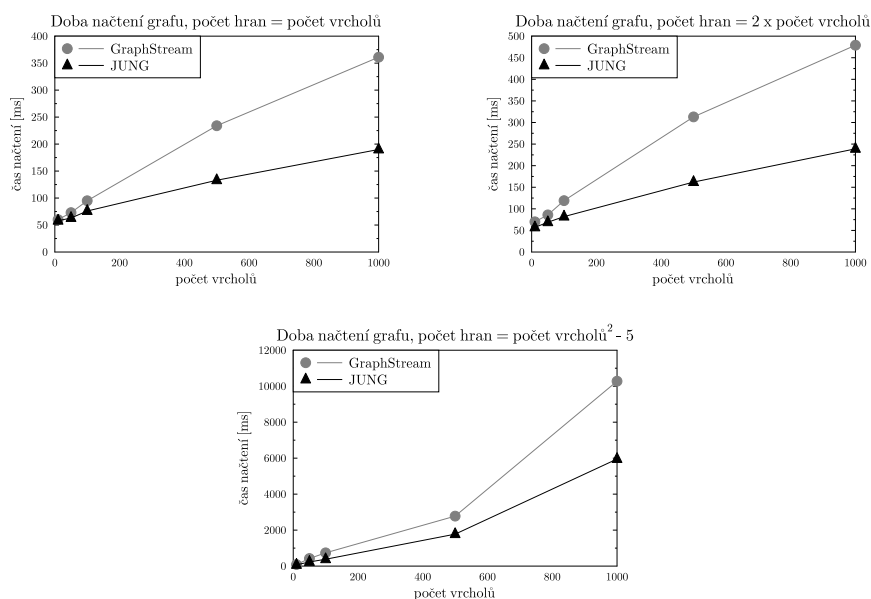 Doba načtení grafu, počet hran = počet vrcholů
400
350
300
250
200
150
100
50
0
čas načtení [ms]
GraphStream
JUNG
0 200 400 600 800 1000
počet vrcholů
Doba načtení grafu, počet hran = 2 x počet vrcholů
500
450
400
350
300
250
200
150
100
50
0
čas načtení [ms]
GraphStream
JUNG
0 200 400 600 800 1000
počet vrcholů
Doba načtení grafu, počet hran = počet vrcholů² - 5
12000
10000
8000
6000
4000
2000
0
čas načtení [ms]
GraphStream
JUNG
0 200 400 600 800 1000
počet vrcholů